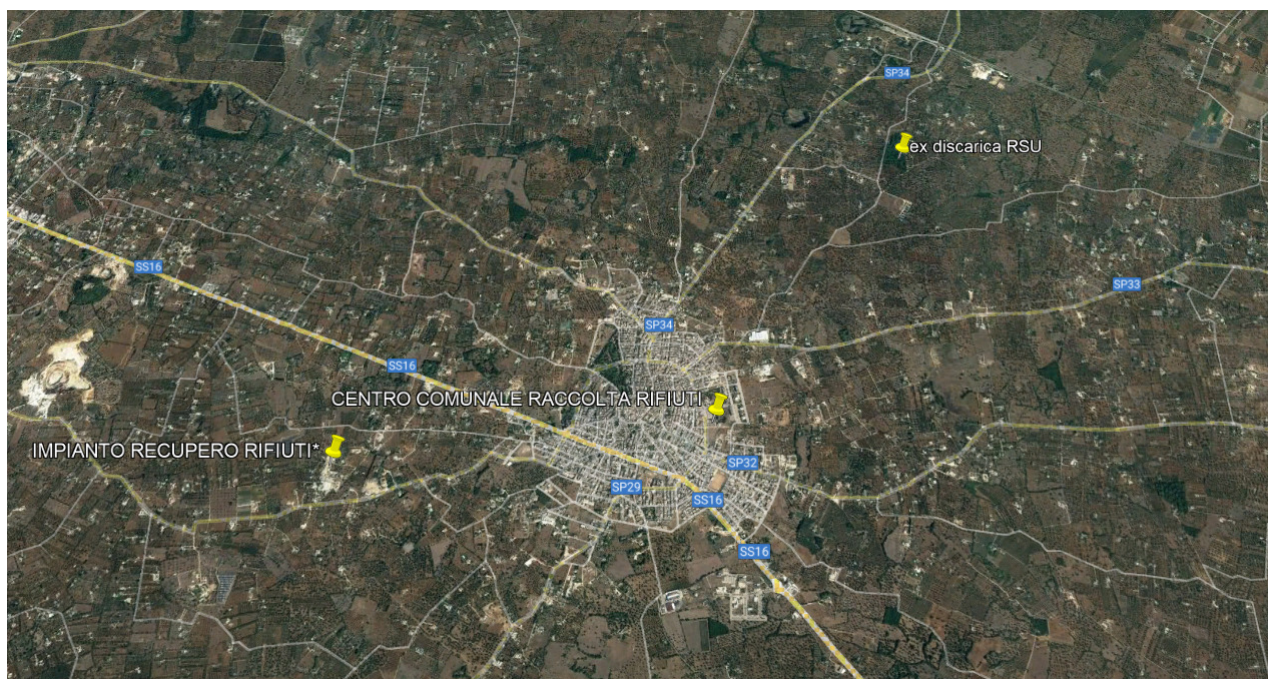 SP34
ex discarica RSU
SS16
SP33
SP34
SS16
CENTRO COMUNALE RACCOLTA RIFIUTI
IMPIANTO RECUPERO RIFIUTI*
SP32
SP29
SS16
SS16